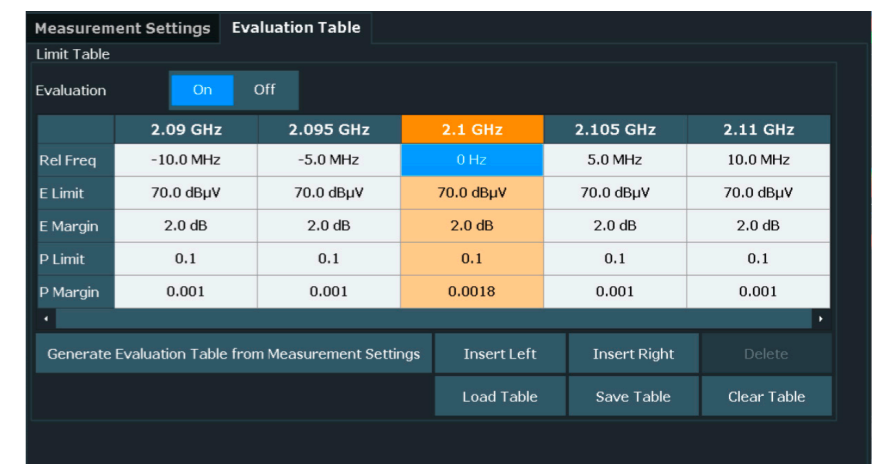 Measurement Settings Evaluation Table
Limit Table
Evaluation On Off
2.09 GHz 2.095 GHz 2.1 GHz 2.105 GHz 2.11 GHz
Rel Freq -10.0 MHz -5.0 MHz 0 Hz 5.0 MHz 10.0 MHz
E Limit 70.0 dBµV 70.0 dBµV 70.0 dBµV 70.0 dBµV 70.0 dBµV
E Margin 2.0 dB 2.0 dB 2.0 dB 2.0 dB 2.0 dB
P Limit 0.1 0.1 0.1 0.1 0.1
P Margin 0.001 0.001 0.0018 0.001 0.001
Generate Evaluation Table from Measurement Settings Insert Left Insert Right Delete
Load Table Save Table Clear Table